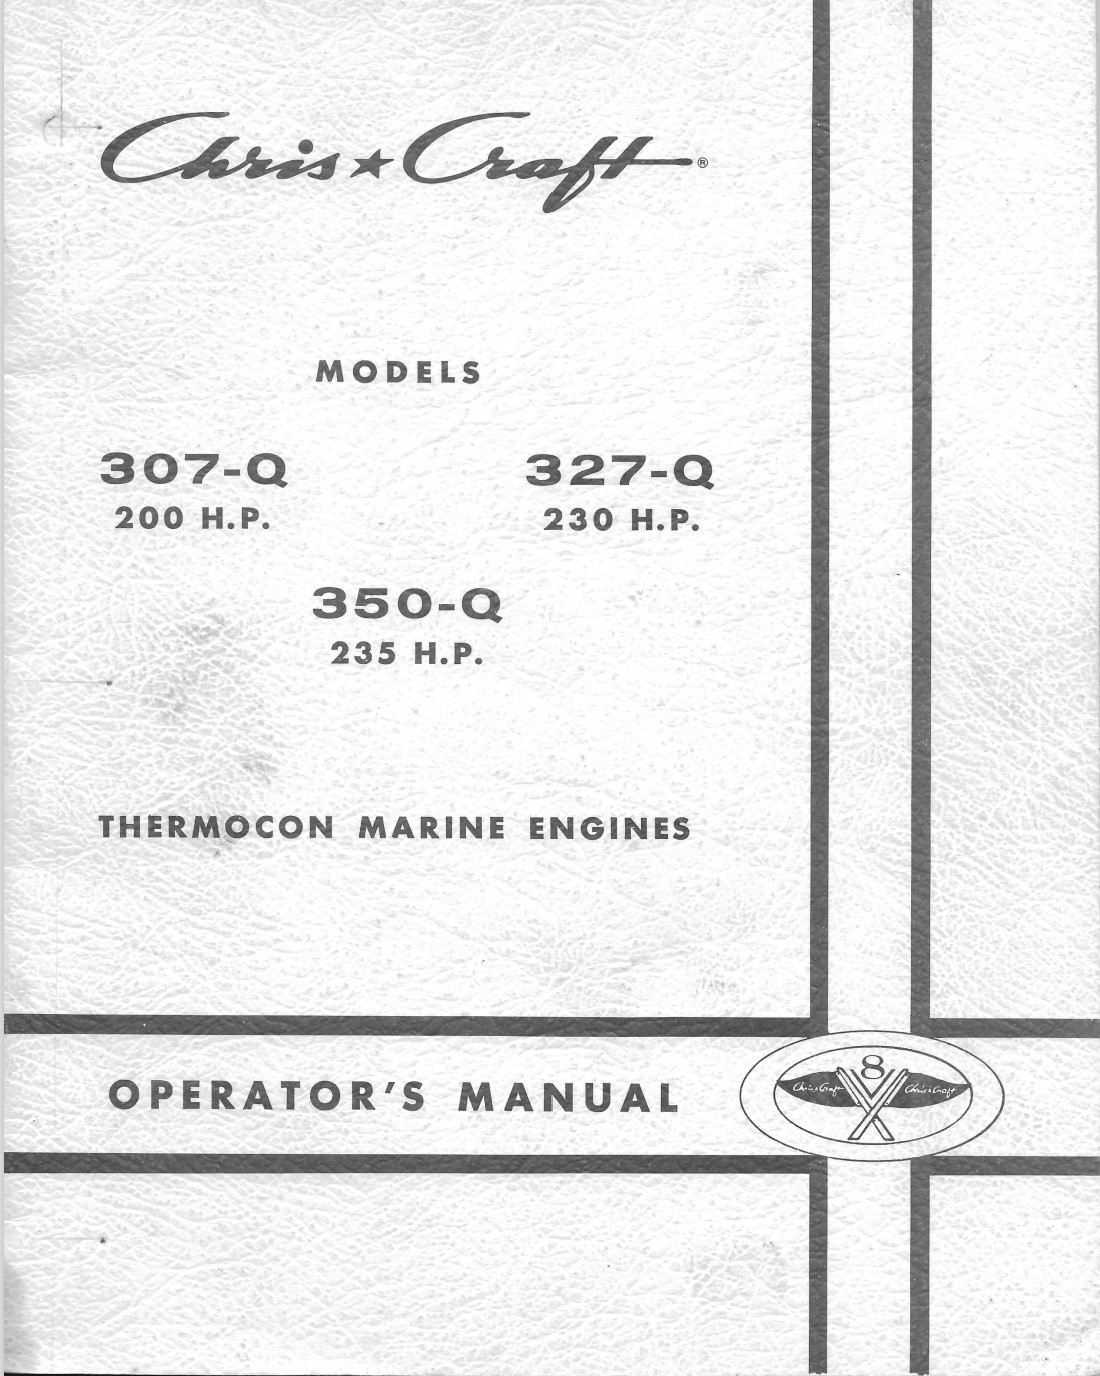 Chris★Craft®
MODELS
307-Q 327-Q
200 H.P. 230 H.P.
350-Q
235 H.P.
THERMOCON MARINE ENGINES
OPERATOR'S MANUAL
8
Chris★Craft Chris★Craft